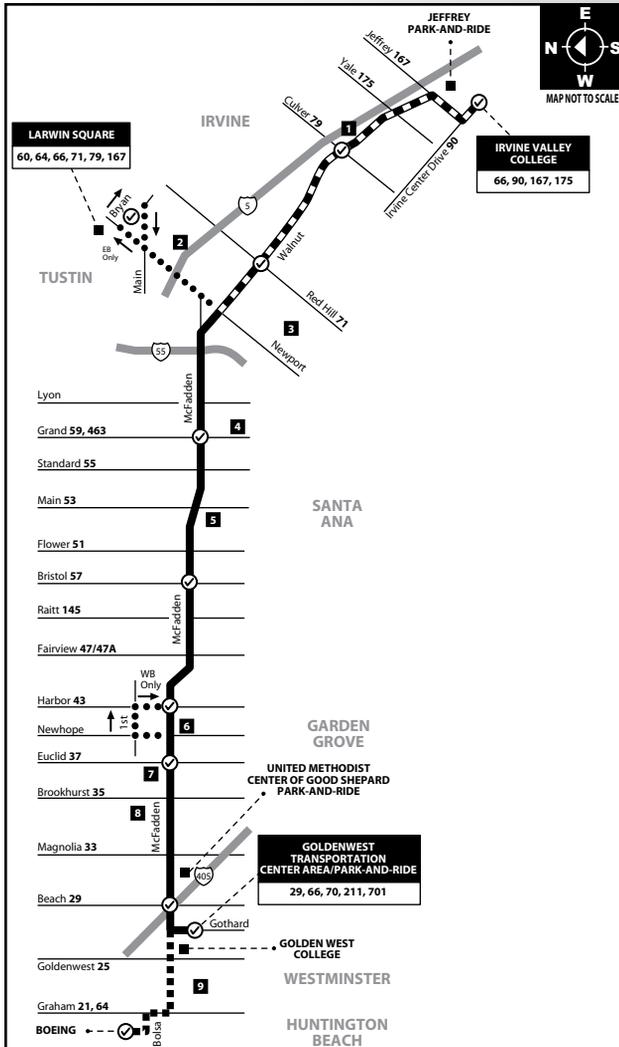 JEFFREY
PARK-AND-RIDE
E
N
S
W
MAP NOT TO SCALE
Jeffrey 167
Yale 175
Culver 79
1
IRVINE
LARWIN SQUARE
60, 64, 66, 71, 79, 167
Irvine Center Drive 90
IRVINE VALLEY
COLLEGE
66, 90, 167, 175
Bryan
5
EB
Only
2
Walnut
TUSTIN
Main
Red Hill 71
3
Newport
55
McFadden
Lyon
Grand 59, 463
4
Standard 55
Main 53
5
SANTA
ANA
Flower 51
Bristol 57
Raitt 145
McFadden
Fairview 47/47A
WB
Only
Harbor 43
1st
6
Newhope
GARDEN
GROVE
Euclid 37
7
UNITED METHODIST
CENTER OF GOOD SHEPARD
PARK-AND-RIDE
Brookhurst 35
8
McFadden
Magnolia 33
GOLDENWEST
TRANSPORTATION
CENTER AREA/PARK-AND-RIDE
29, 66, 70, 211, 701
405
Beach 29
Gothard
GOLDEN WEST
COLLEGE
Goldenwest 25
WESTMINSTER
9
Graham 21, 64
HUNTINGTON
BEACH
BOEING
Bolsa